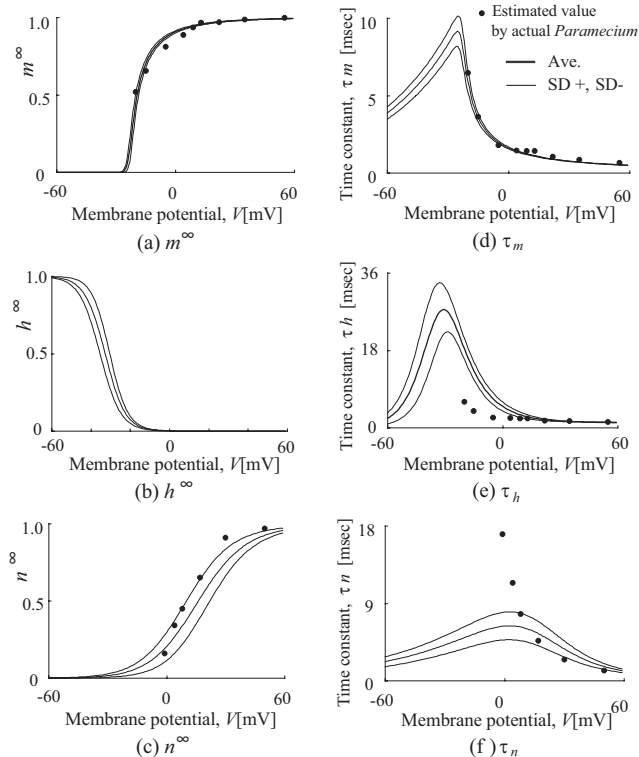 m∞
1.0
0.5
0
-60
0
60
Membrane potential, V[mV]
(a) m∞
Time constant, τ m [msec]
10
5
0
-60
0
60
Membrane potential, V[mV]
(d) τm
• Estimated value
by actual Paramecium
Ave.
SD +, SD-
h∞
1.0
0.5
0
-60
0
60
Membrane potential, V[mV]
(b) h∞
Time constant, τ h [msec]
36
18
0
-60
0
60
Membrane potential, V[mV]
(e) τh
n∞
1.0
0.5
0
-60
0
60
Membrane potential, V[mV]
(c) n∞
Time constant, τ n [msec]
18
9
0
-60
0
60
Membrane potential, V[mV]
(f) τn